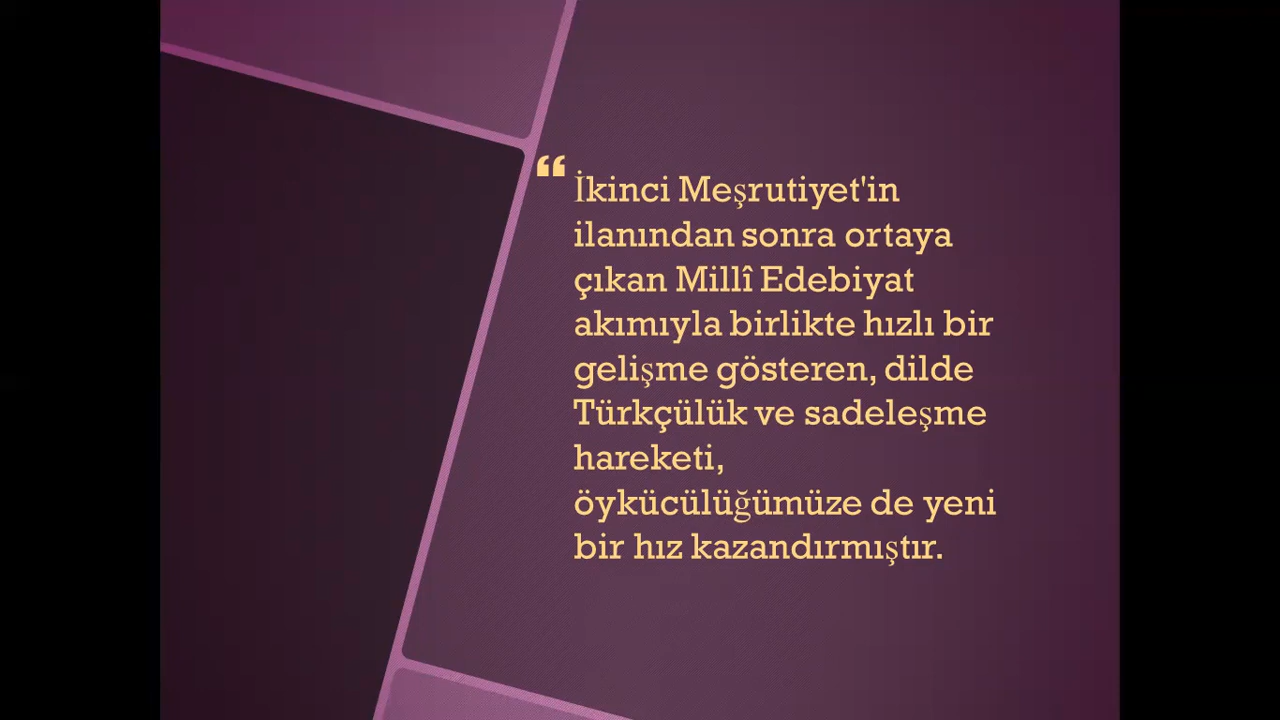 “ İkinci Meşrutiyet'in
ilanından sonra ortaya
çıkan Millî Edebiyat
akımıyla birlikte hızlı bir
gelişme gösteren, dilde
Türkçülük ve sadeleşme
hareketi,
öykücülüğümüze de yeni
bir hız kazandırmıştır.